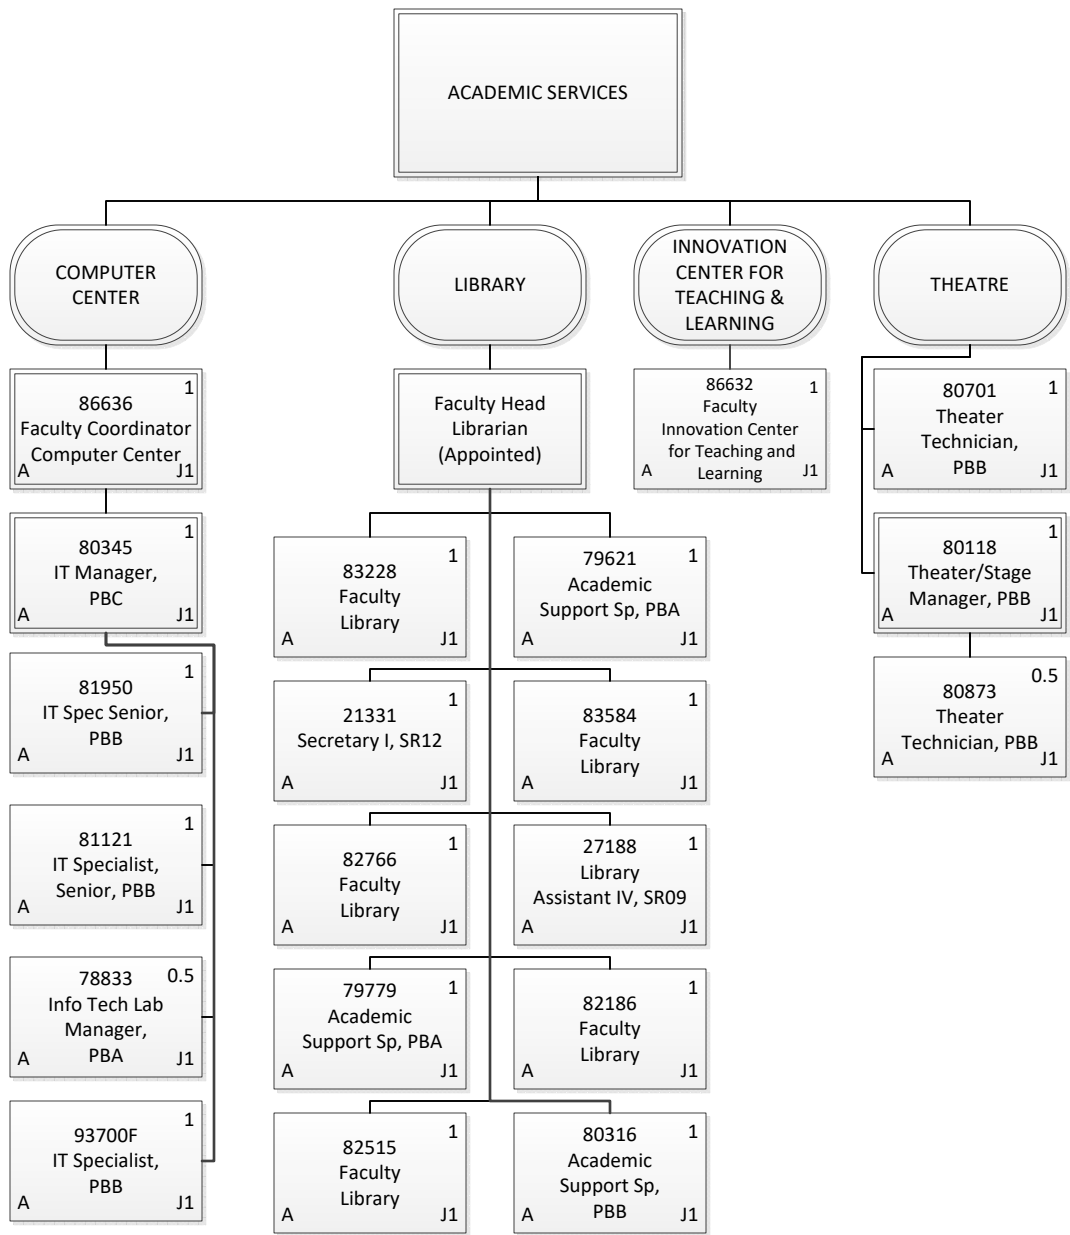 ACADEMIC SERVICES
COMPUTER
CENTER
LIBRARY
INNOVATION
CENTER FOR
TEACHING &
LEARNING
THEATRE
1
86636
Faculty Coordinator
Computer Center
A
J1
1
80345
IT Manager,
PBC
A
J1
1
81950
IT Spec Senior,
PBB
A
J1
1
81121
IT Specialist,
Senior, PBB
A
J1
0.5
78833
Info Tech Lab
Manager,
PBA
A
J1
1
93700F
IT Specialist,
PBB
A
J1
Faculty Head
Librarian
(Appointed)
1
83228
Faculty
Library
A
J1
1
79621
Academic
Support Sp, PBA
A
J1
1
21331
Secretary I, SR12
A
J1
1
83584
Faculty
Library
A
J1
1
82766
Faculty
Library
A
J1
1
27188
Library
Assistant IV, SR09
A
J1
1
79779
Academic
Support Sp, PBA
A
J1
1
82186
Faculty
Library
A
J1
1
82515
Faculty
Library
A
J1
1
80316
Academic
Support Sp,
PBB
A
J1
1
86632
Faculty
Innovation Center
for Teaching and
Learning
A
J1
1
80701
Theater
Technician,
PBB
A
J1
1
80118
Theater/Stage
Manager, PBB
A
J1
0.5
80873
Theater
Technician, PBB
A
J1